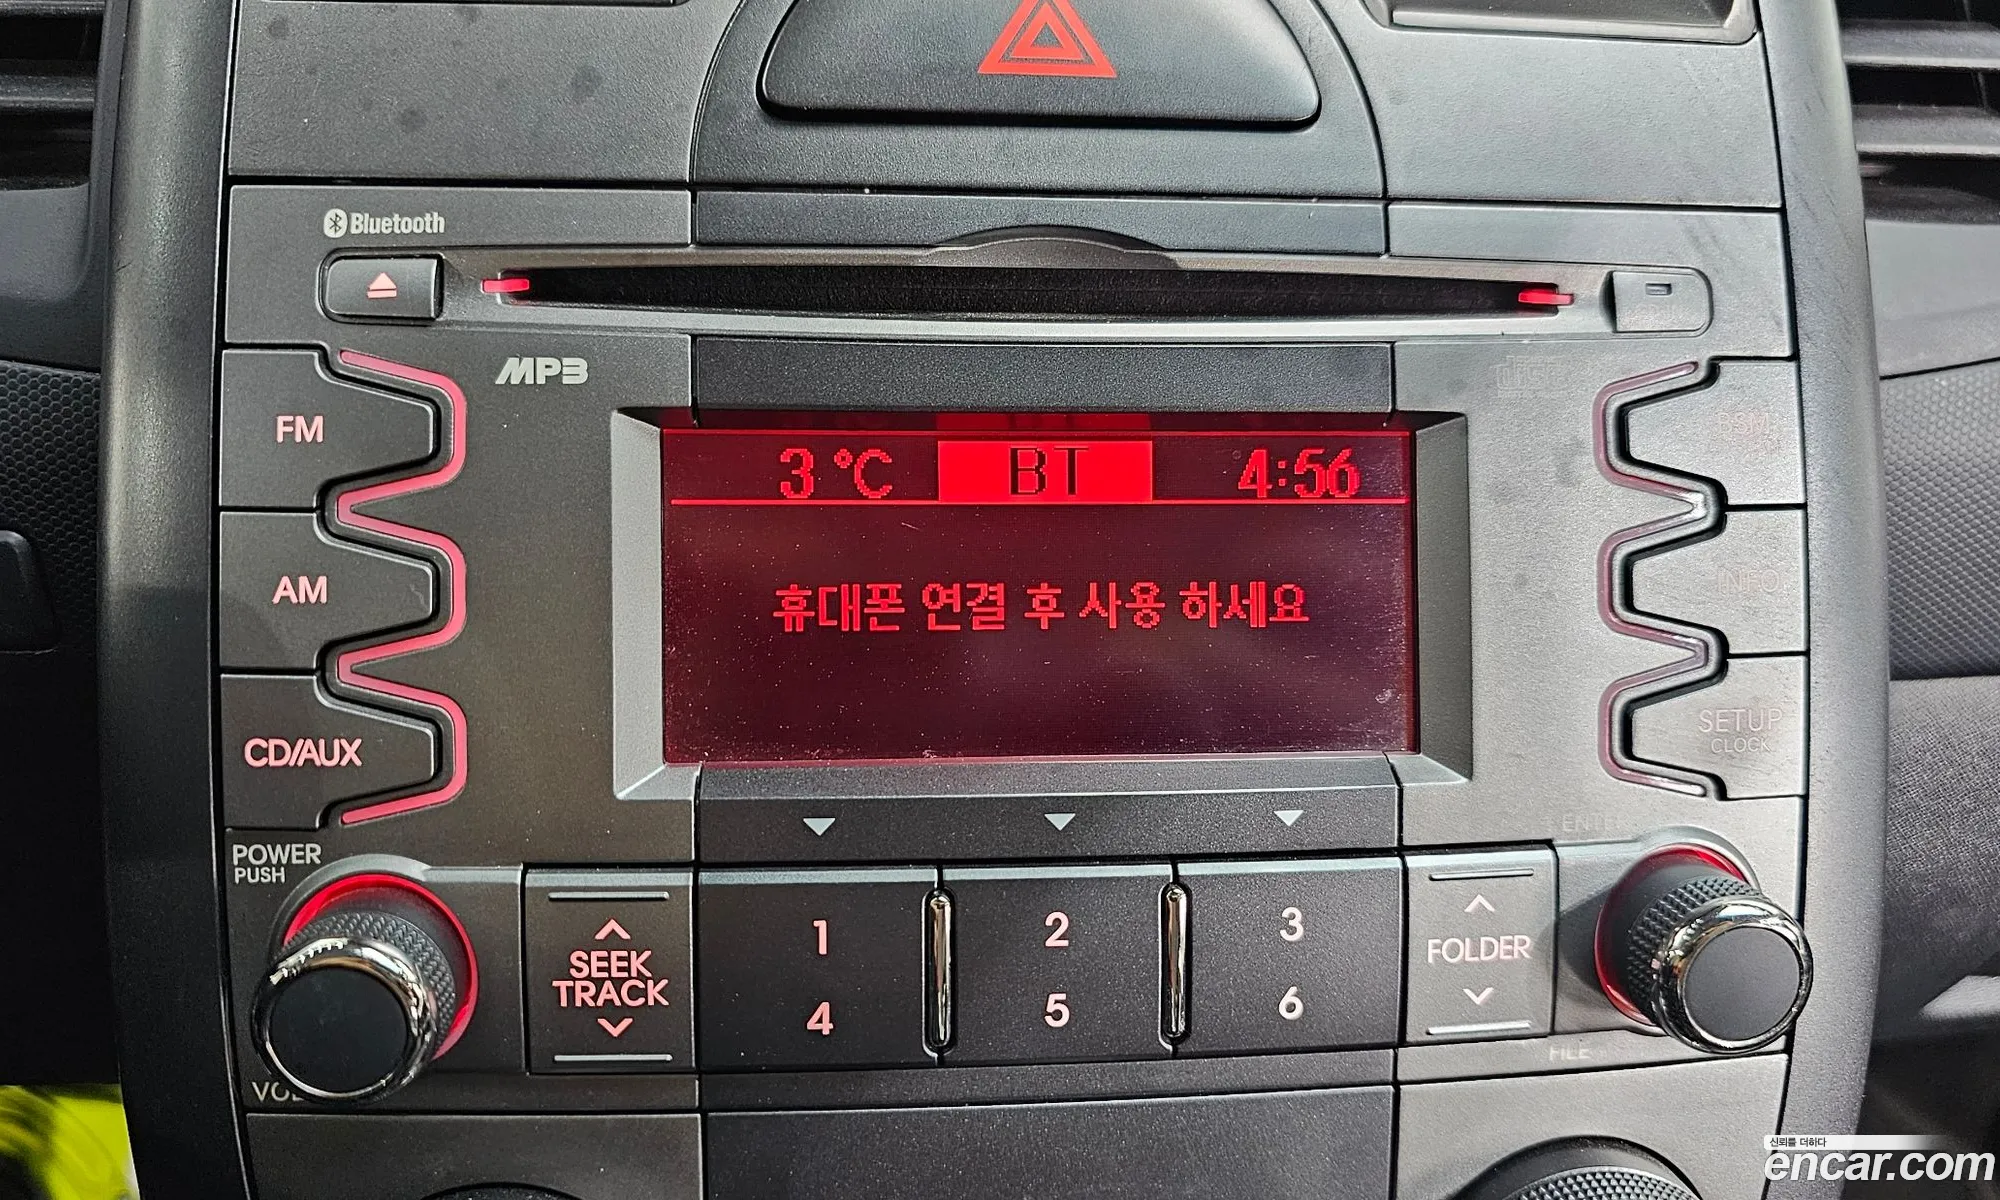 Bluetooth
MP3
FM
AM
CD/AUX
3 °C BT 4:56
휴대폰 연결 후 사용 하세요
INFO
SETUP
CLOCK
POWER
PUSH
VOL
SEEK
TRACK
1 2 3
4 5 6
FOLDER
FILE
신뢰를 더하다
encar.com